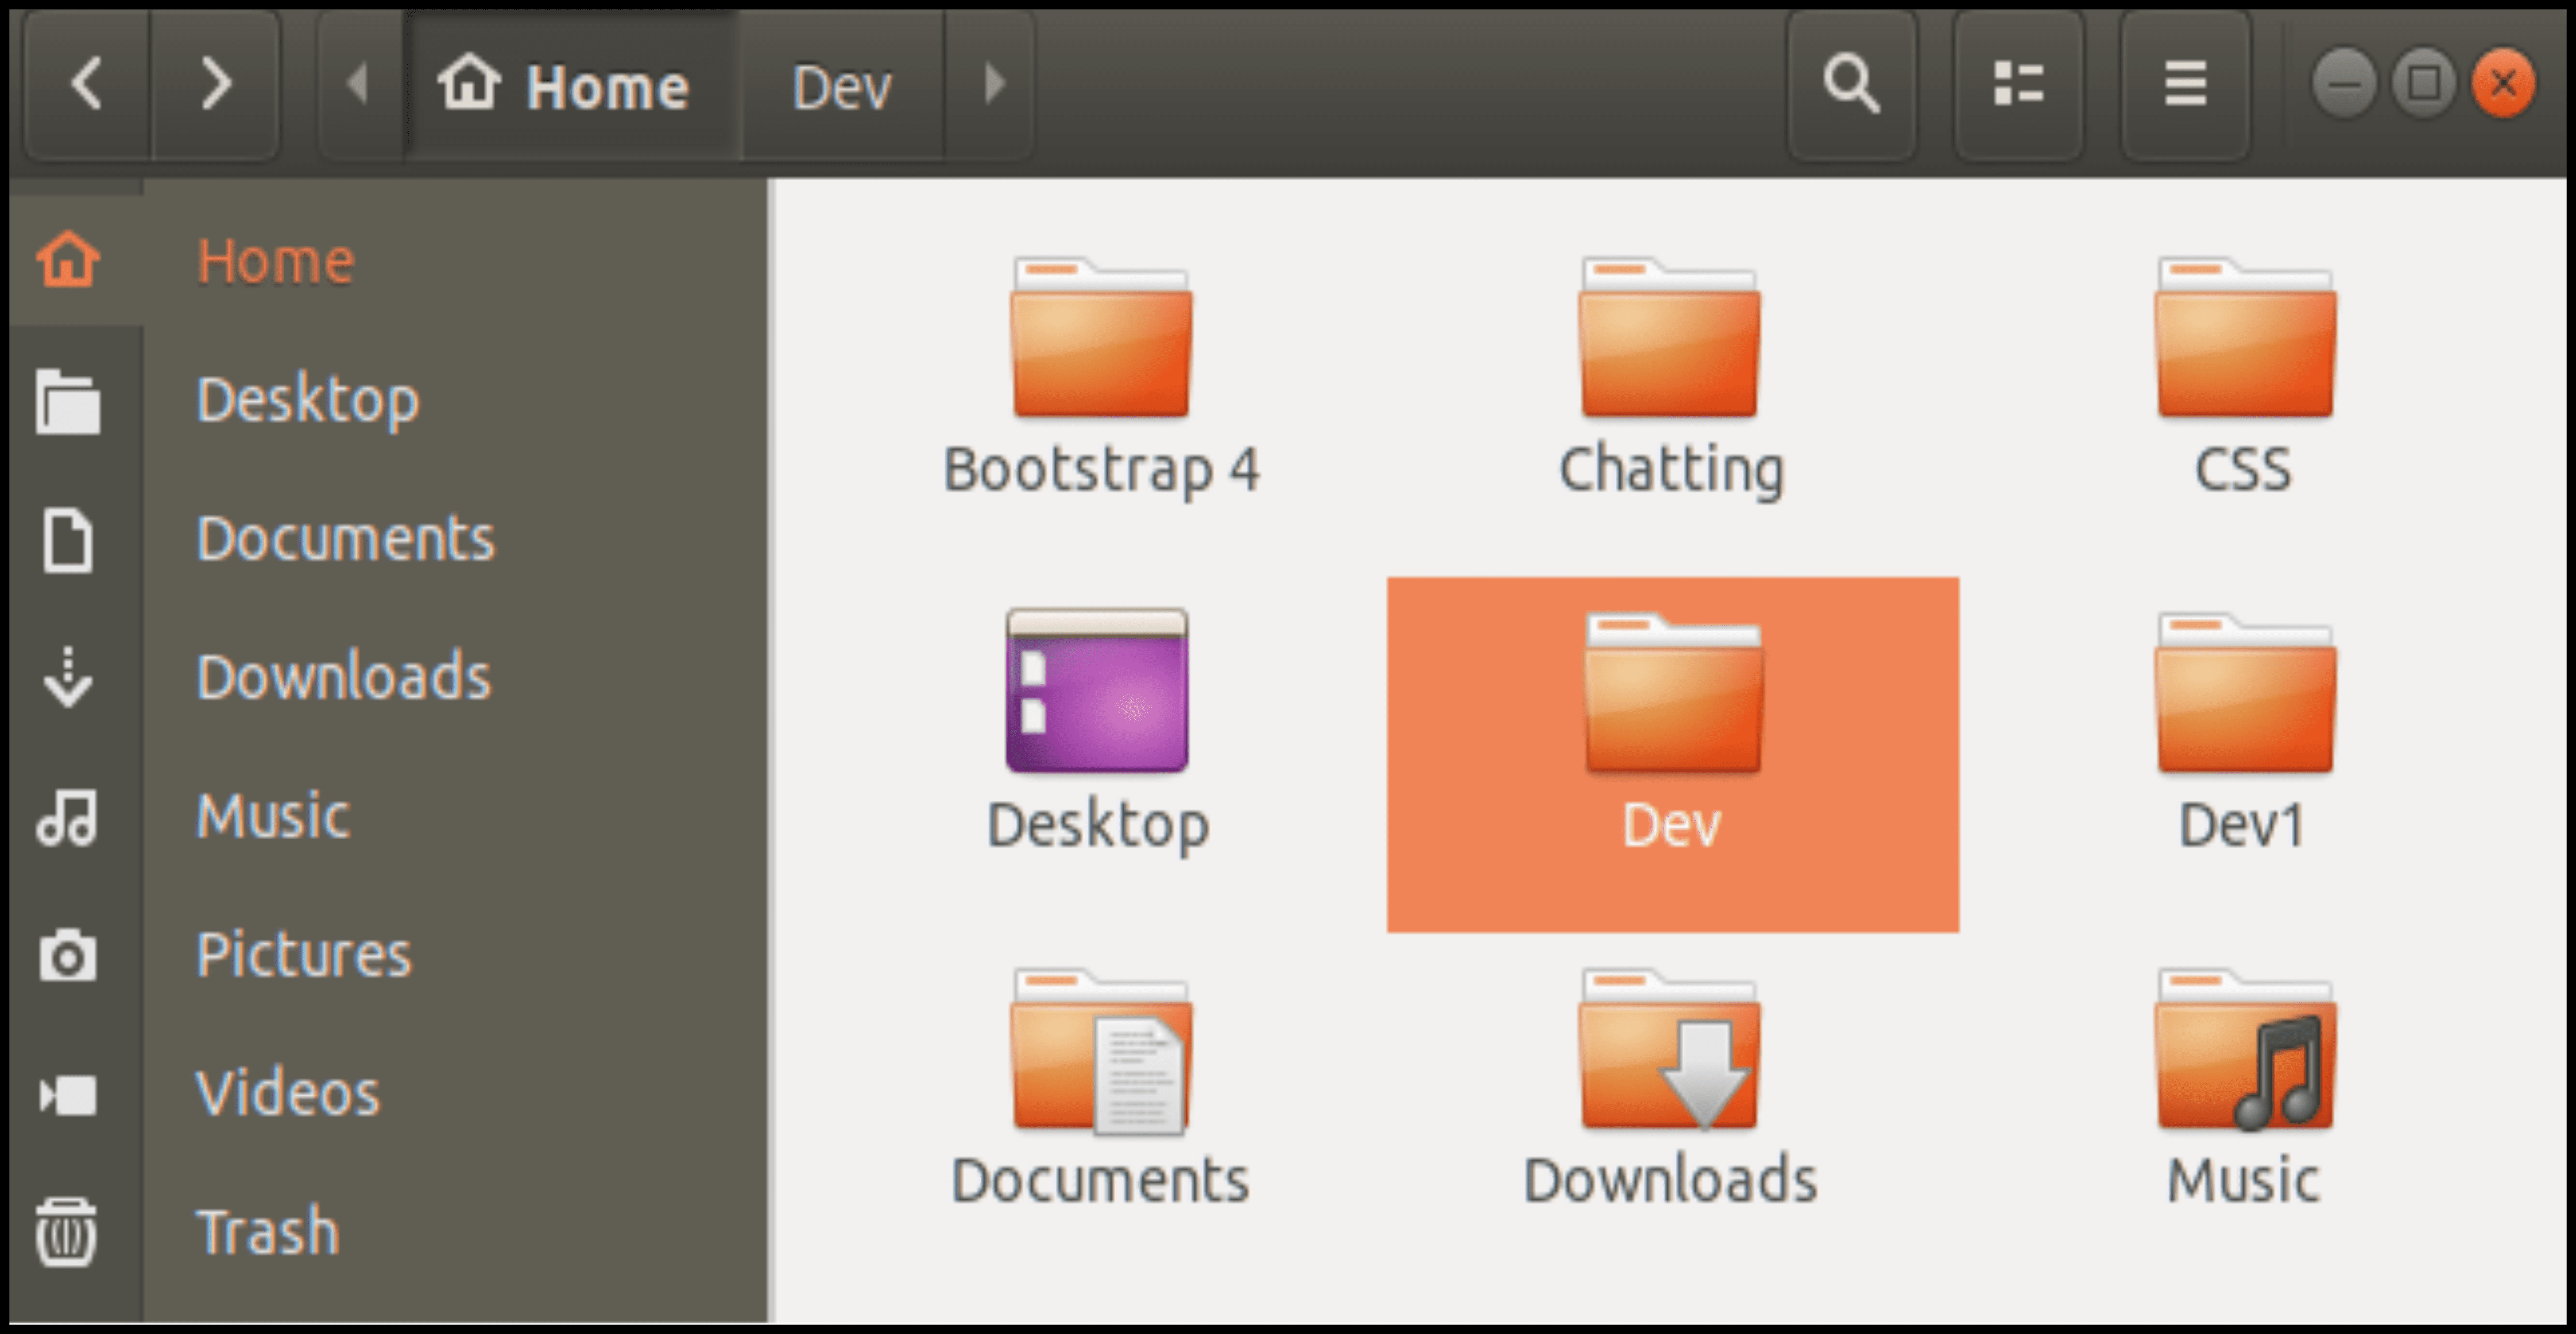 Home Dev
Home
Desktop
Documents
Downloads
Music
Pictures
Videos
Trash
Bootstrap 4 Chatting CSS
Desktop Dev Dev1
Documents Downloads Music